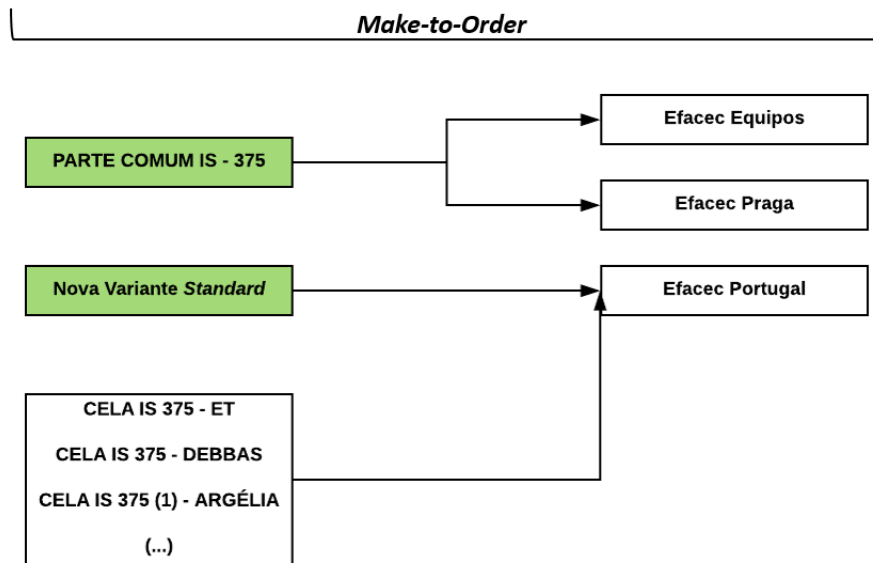 Make-to-Order
Efacec Equipos
PARTE COMUM IS - 375
Efacec Praga
Nova Variante Standard
Efacec Portugal
CELA IS 375 - ET
CELA IS 375 - DEBBAS
CELA IS 375 (1) - ARGÉLIA
(...)